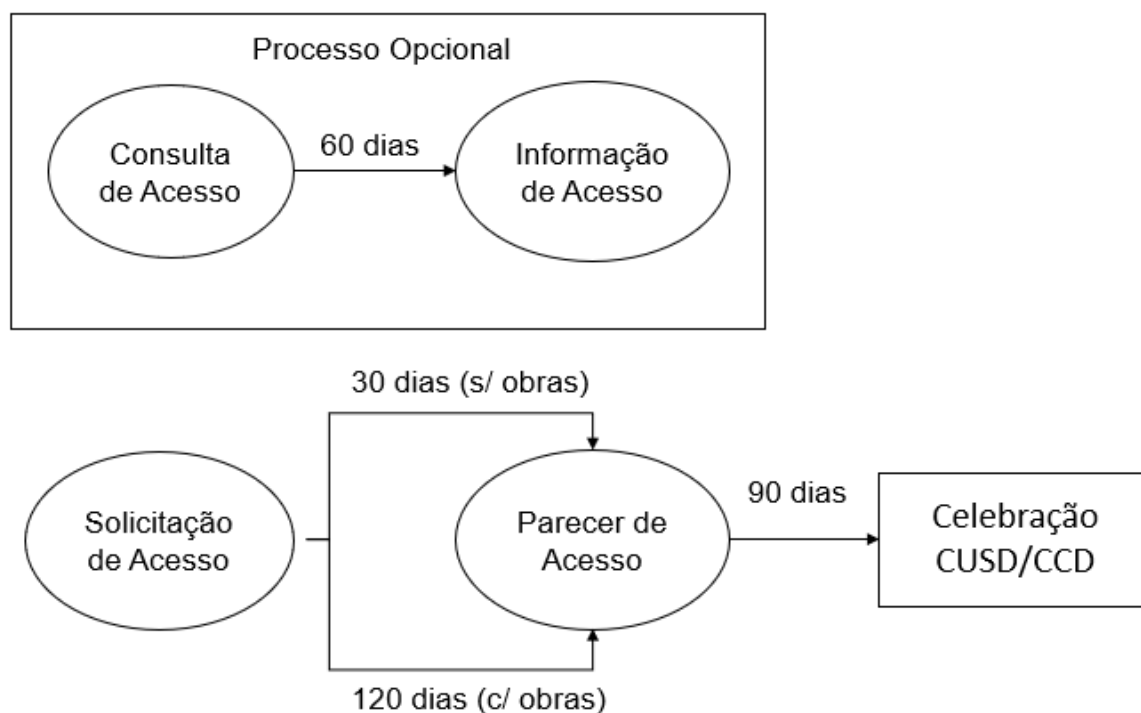 Processo Opcional
Consulta
de Acesso
60 dias
Informação
de Acesso
30 dias (s/ obras)
Solicitação
de Acesso
Parecer de
Acesso
90 dias
Celebração
CUSD/CCD
120 dias (c/ obras)